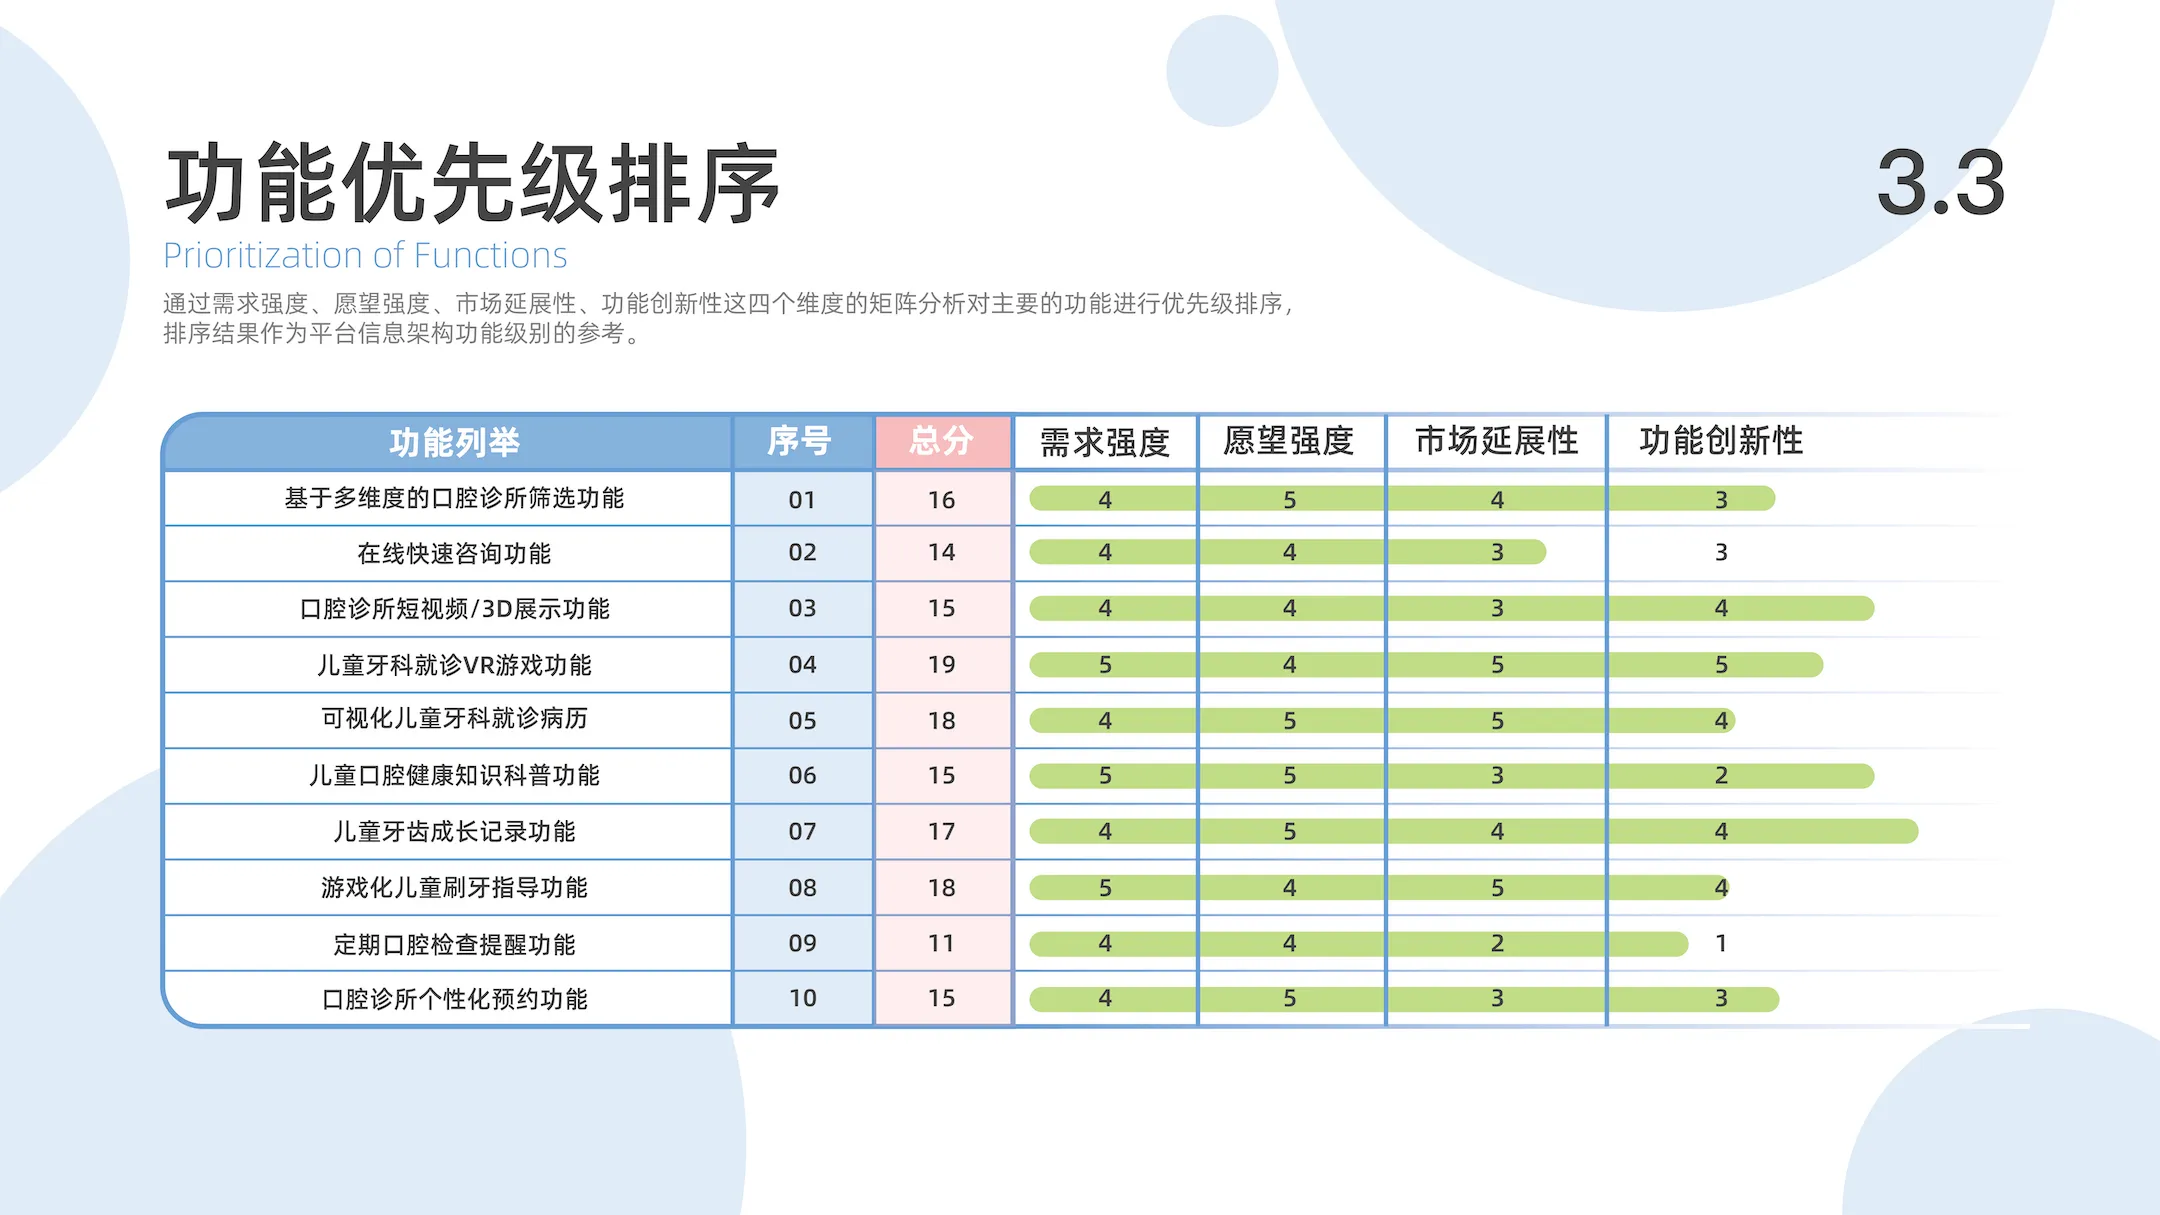 功能优先级排序
3.3
Prioritization of Functions
通过需求强度、愿望强度、市场延展性、功能创新性这四个维度的矩阵分析对主要的功能进行优先级排序，
排序结果作为平台信息架构功能级别的参考。
功能列举 序号 总分 需求强度 愿望强度 市场延展性 功能创新性
基于多维度的口腔诊所筛选功能 01 16 4 5 4 3
在线快速咨询功能 02 14 4 4 3 3
口腔诊所短视频/3D展示功能 03 15 4 4 3 4
儿童牙科就诊VR游戏功能 04 19 5 4 5 5
可视化儿童牙科就诊病历 05 18 4 5 5 4
儿童口腔健康知识科普功能 06 15 5 5 3 2
儿童牙齿成长记录功能 07 17 4 5 4 4
游戏化儿童刷牙指导功能 08 18 5 4 5 4
定期口腔检查提醒功能 09 11 4 4 2 1
口腔诊所个性化预约功能 10 15 4 5 3 3